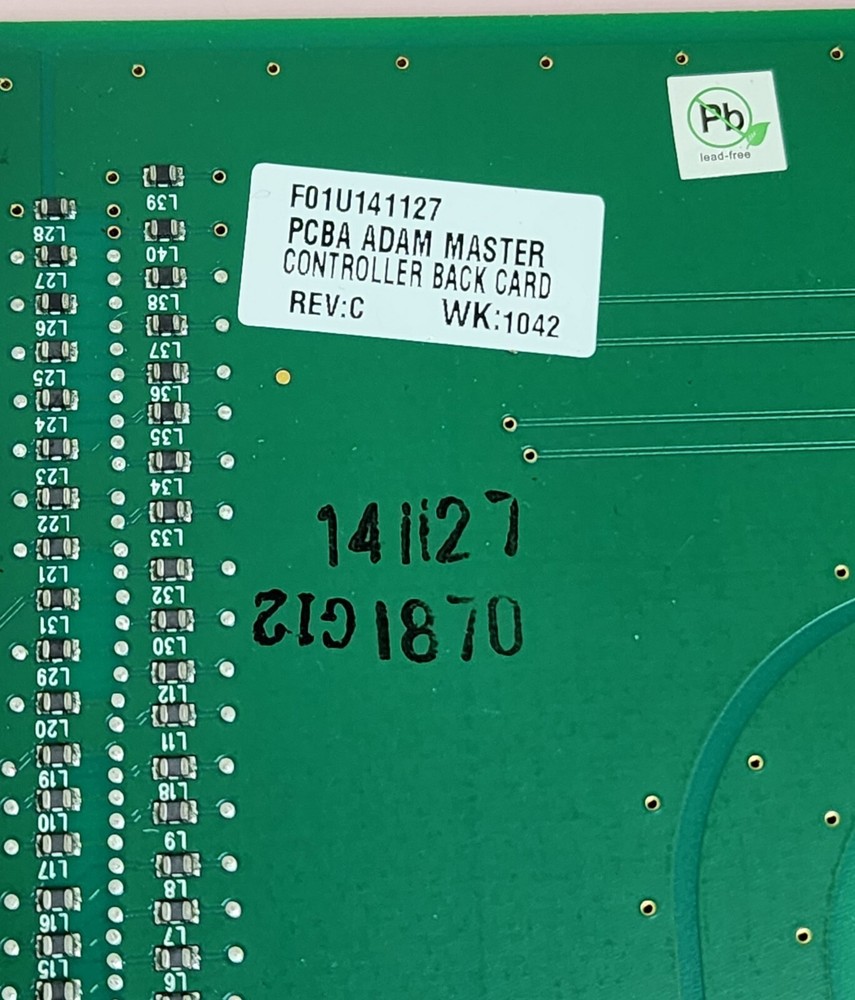 Pb
lead-free
F01U141127
PCBA ADAM MASTER
CONTROLLER BACK CARD
REV:C WK:1042
141127
1870
L39
L40
L38
L37
L36
L35
L34
L33
L32
L30
L12
L11
L18
L9
L8
L7
L6
L28
L27
L26
L25
L24
L23
L22
L21
L31
L29
L20
L19
L10
L17
L16
L15